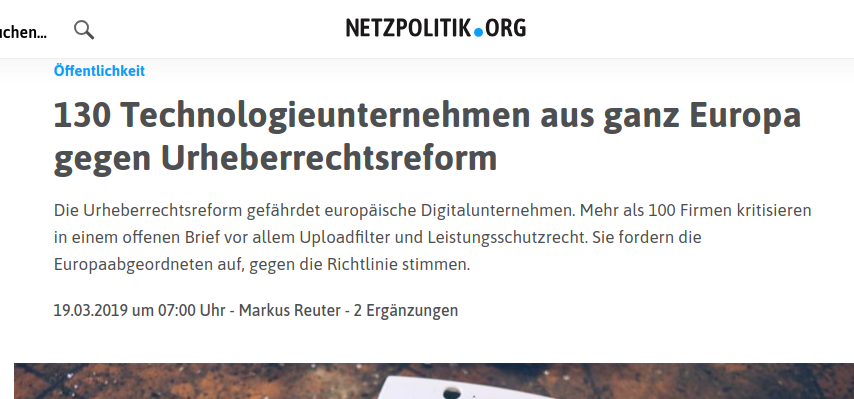 uchen...
NETZPOLITIK.ORG
Öffentlichkeit
130 Technologieunternehmen aus ganz Europa
gegen Urheberrechtsreform
Die Urheberrechtsreform gefährdet europäische Digitalunternehmen. Mehr als 100 Firmen kritisieren
in einem offenen Brief vor allem Uploadfilter und Leistungsschutzrecht. Sie fordern die
Europaabgeordneten auf, gegen die Richtlinie stimmen.
19.03.2019 um 07:00 Uhr - Markus Reuter - 2 Ergänzungen